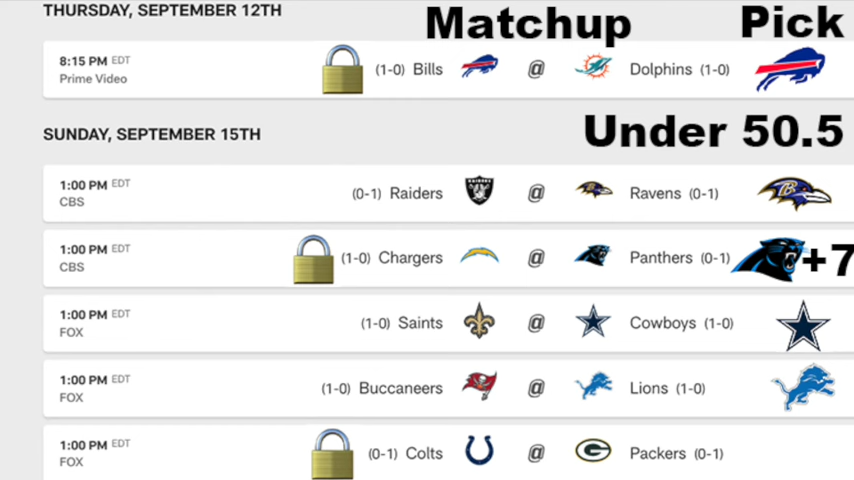 THURSDAY, SEPTEMBER 12TH
Matchup Pick
8:15 PM EDT
Prime Video
(1-0) Bills @ Dolphins (1-0)
SUNDAY, SEPTEMBER 15TH
Under 50.5
1:00 PM EDT
CBS
(0-1) Raiders @ Ravens (0-1)
1:00 PM EDT
CBS
(1-0) Chargers @ Panthers (0-1) +7
1:00 PM EDT
FOX
(1-0) Saints @ Cowboys (1-0)
1:00 PM EDT
FOX
(1-0) Buccaneers @ Lions (1-0)
1:00 PM EDT
FOX
(0-1) Colts @ Packers (0-1)